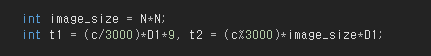 int image_size = N*N;
int t1 = (c/3000)*D1*9, t2 = (c%3000)*image_size*D1;